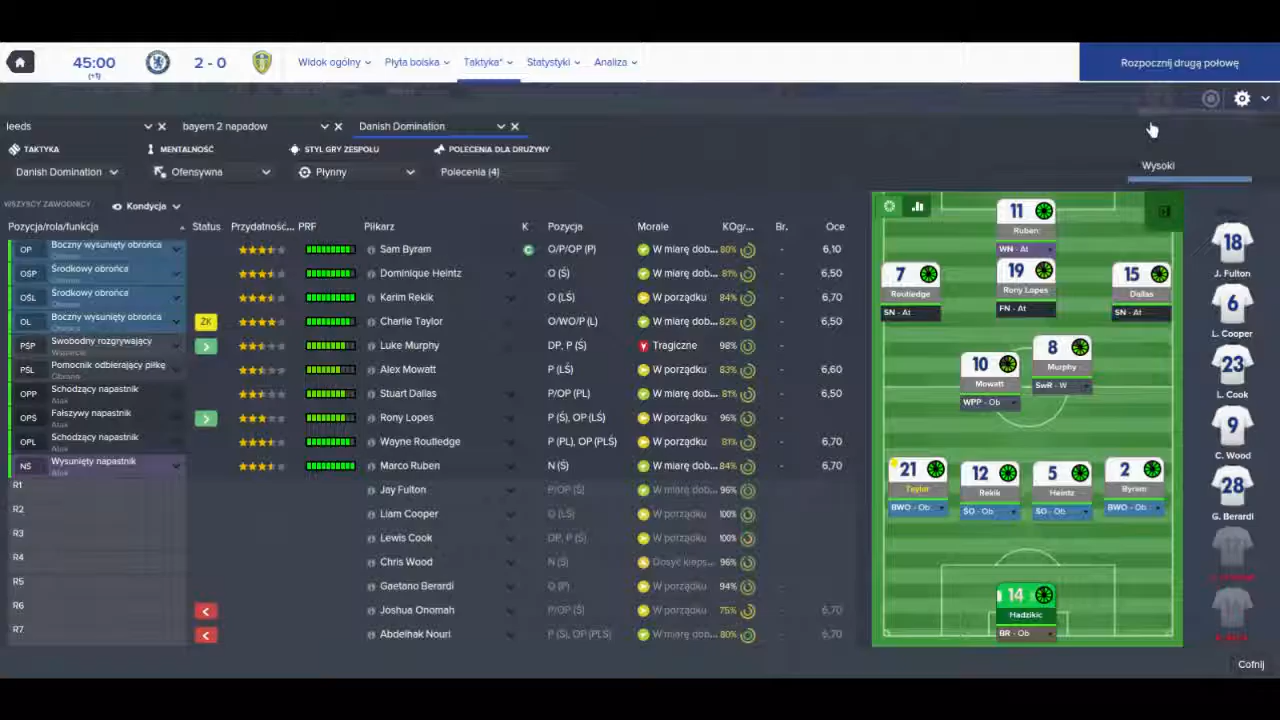 45:00
(+1)
2 - 0
Widok ogólny
Płyta boiska
Taktyka*
Statystyki
Analiza
Rozpocznij drugą połowę
leeds
bayern 2 napadow
Danish Domination
TAKTYKA
MENTALNOŚĆ
STYL GRY ZESPOŁU
POLECENIA DLA DRUŻYNY
Danish Domination
Ofensywna
Płynny
Polecenia (4)
Wysoki
WSZYSCY ZAWODNICY
Kondycja
Pozycja/rola/funkcja Status Przydatność... PRF Piłkarz K Pozycja Morale KOg/... Br. Oce
OP Boczny wysunięty obrońca Sam Byram C O/P/OP (P) W miarę dob... 80% 6,10
OŚP Środkowy obrońca Dominique Heintz O (Ś) W miarę dob... 81% 6,50
OŚL Środkowy obrońca Karim Rekik O (LŚ) W porządku 84% - 6,70
OL Boczny wysunięty obrońca ŻK Charlie Taylor O/WO/P (L) W miarę dob... 82% 6,50
PŚP Swobodny rozgrywający Wsparcie Luke Murphy DP, P (Ś) Tragiczne 98% -
PŚL Pomocnik odbierający piłkę Obrona Alex Mowatt P (LŚ) W porządku 83% - 6,60
OPP Schodzący napastnik Atak Stuart Dallas P/OP (PL) W miarę dob... 81% - 6,50
OPŚ Fałszywy napastnik Atak Rony Lopes P (Ś), OP (LŚ) W porządku 96% -
OPL Schodzący napastnik Atak Wayne Routledge P (PL), OP (PLŚ) W porządku 81% - 6,70
NŚ Wysunięty napastnik Atak Marco Ruben N (Ś) W miarę dob... 84% - 6,70
R1 Jay Fulton P/OP (Ś) W miarę dob... 96%
R2 Liam Cooper O (LŚ) W porządku 100%
R3 Lewis Cook DP, P (Ś) W porządku 100%
R4 Chris Wood N (Ś) Dosyć kieps... 96%
R5 Gaetano Berardi O (P) W porządku 94% -
R6 Joshua Onomah P/OP (Ś) W porządku 75% - 6,70
R7 Abdelhak Nouri P (Ś), OP (PLŚ) W miarę dob... 80% - 6,70
11
Ruben
WN - At
7
Routledge
SN - At
19
Rony Lopes
FN - At
15
Dallas
SN - At
10
Mowatt
WPP - Ob
8
Murphy
SwR - W
21
Taylor
BWO - Ob...
12
Rekik
ŚO - Ob
5
Heintz
ŚO - Ob
2
Byram
BWO - Ob...
14
Hadzikic
BR - Ob
18
J. Fulton
6
L. Cooper
23
L. Cook
9
C. Wood
28
G. Berardi
Cofnij